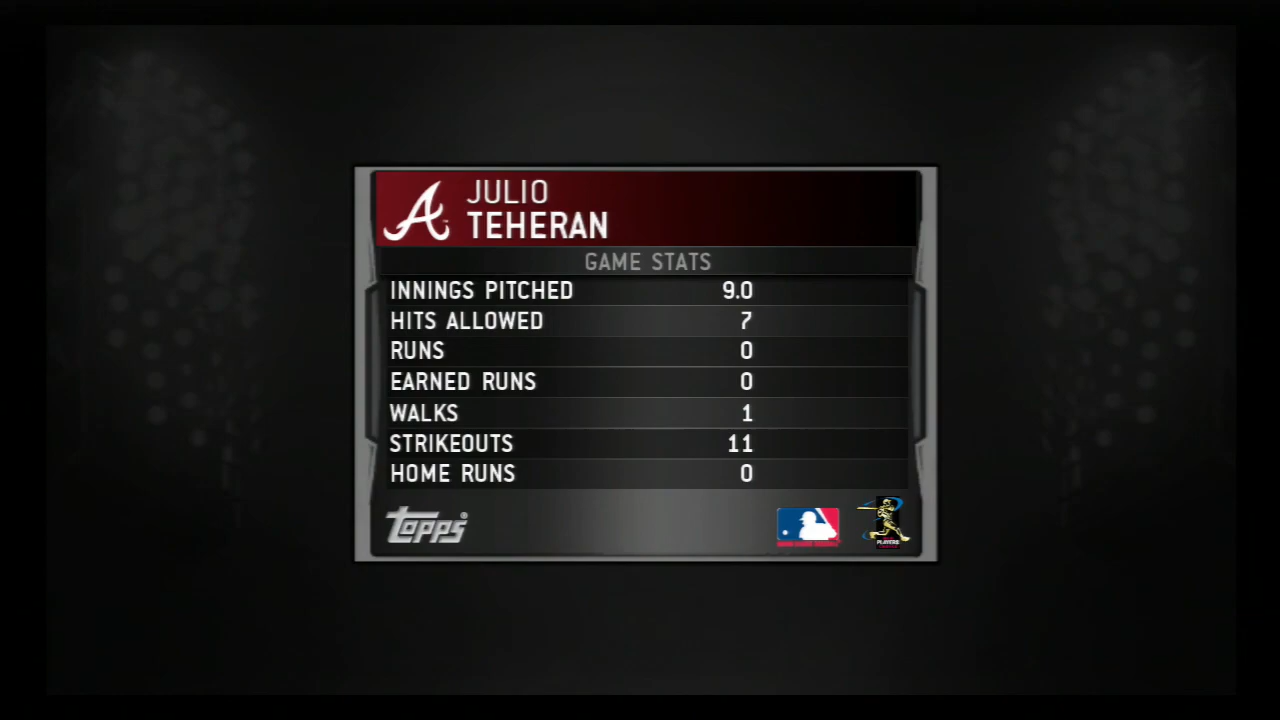 JULIO
TEHERAN
GAME STATS
INNINGS PITCHED 9.0
HITS ALLOWED 7
RUNS 0
EARNED RUNS 0
WALKS 1
STRIKEOUTS 11
HOME RUNS 0
Topps®
PLAYERS